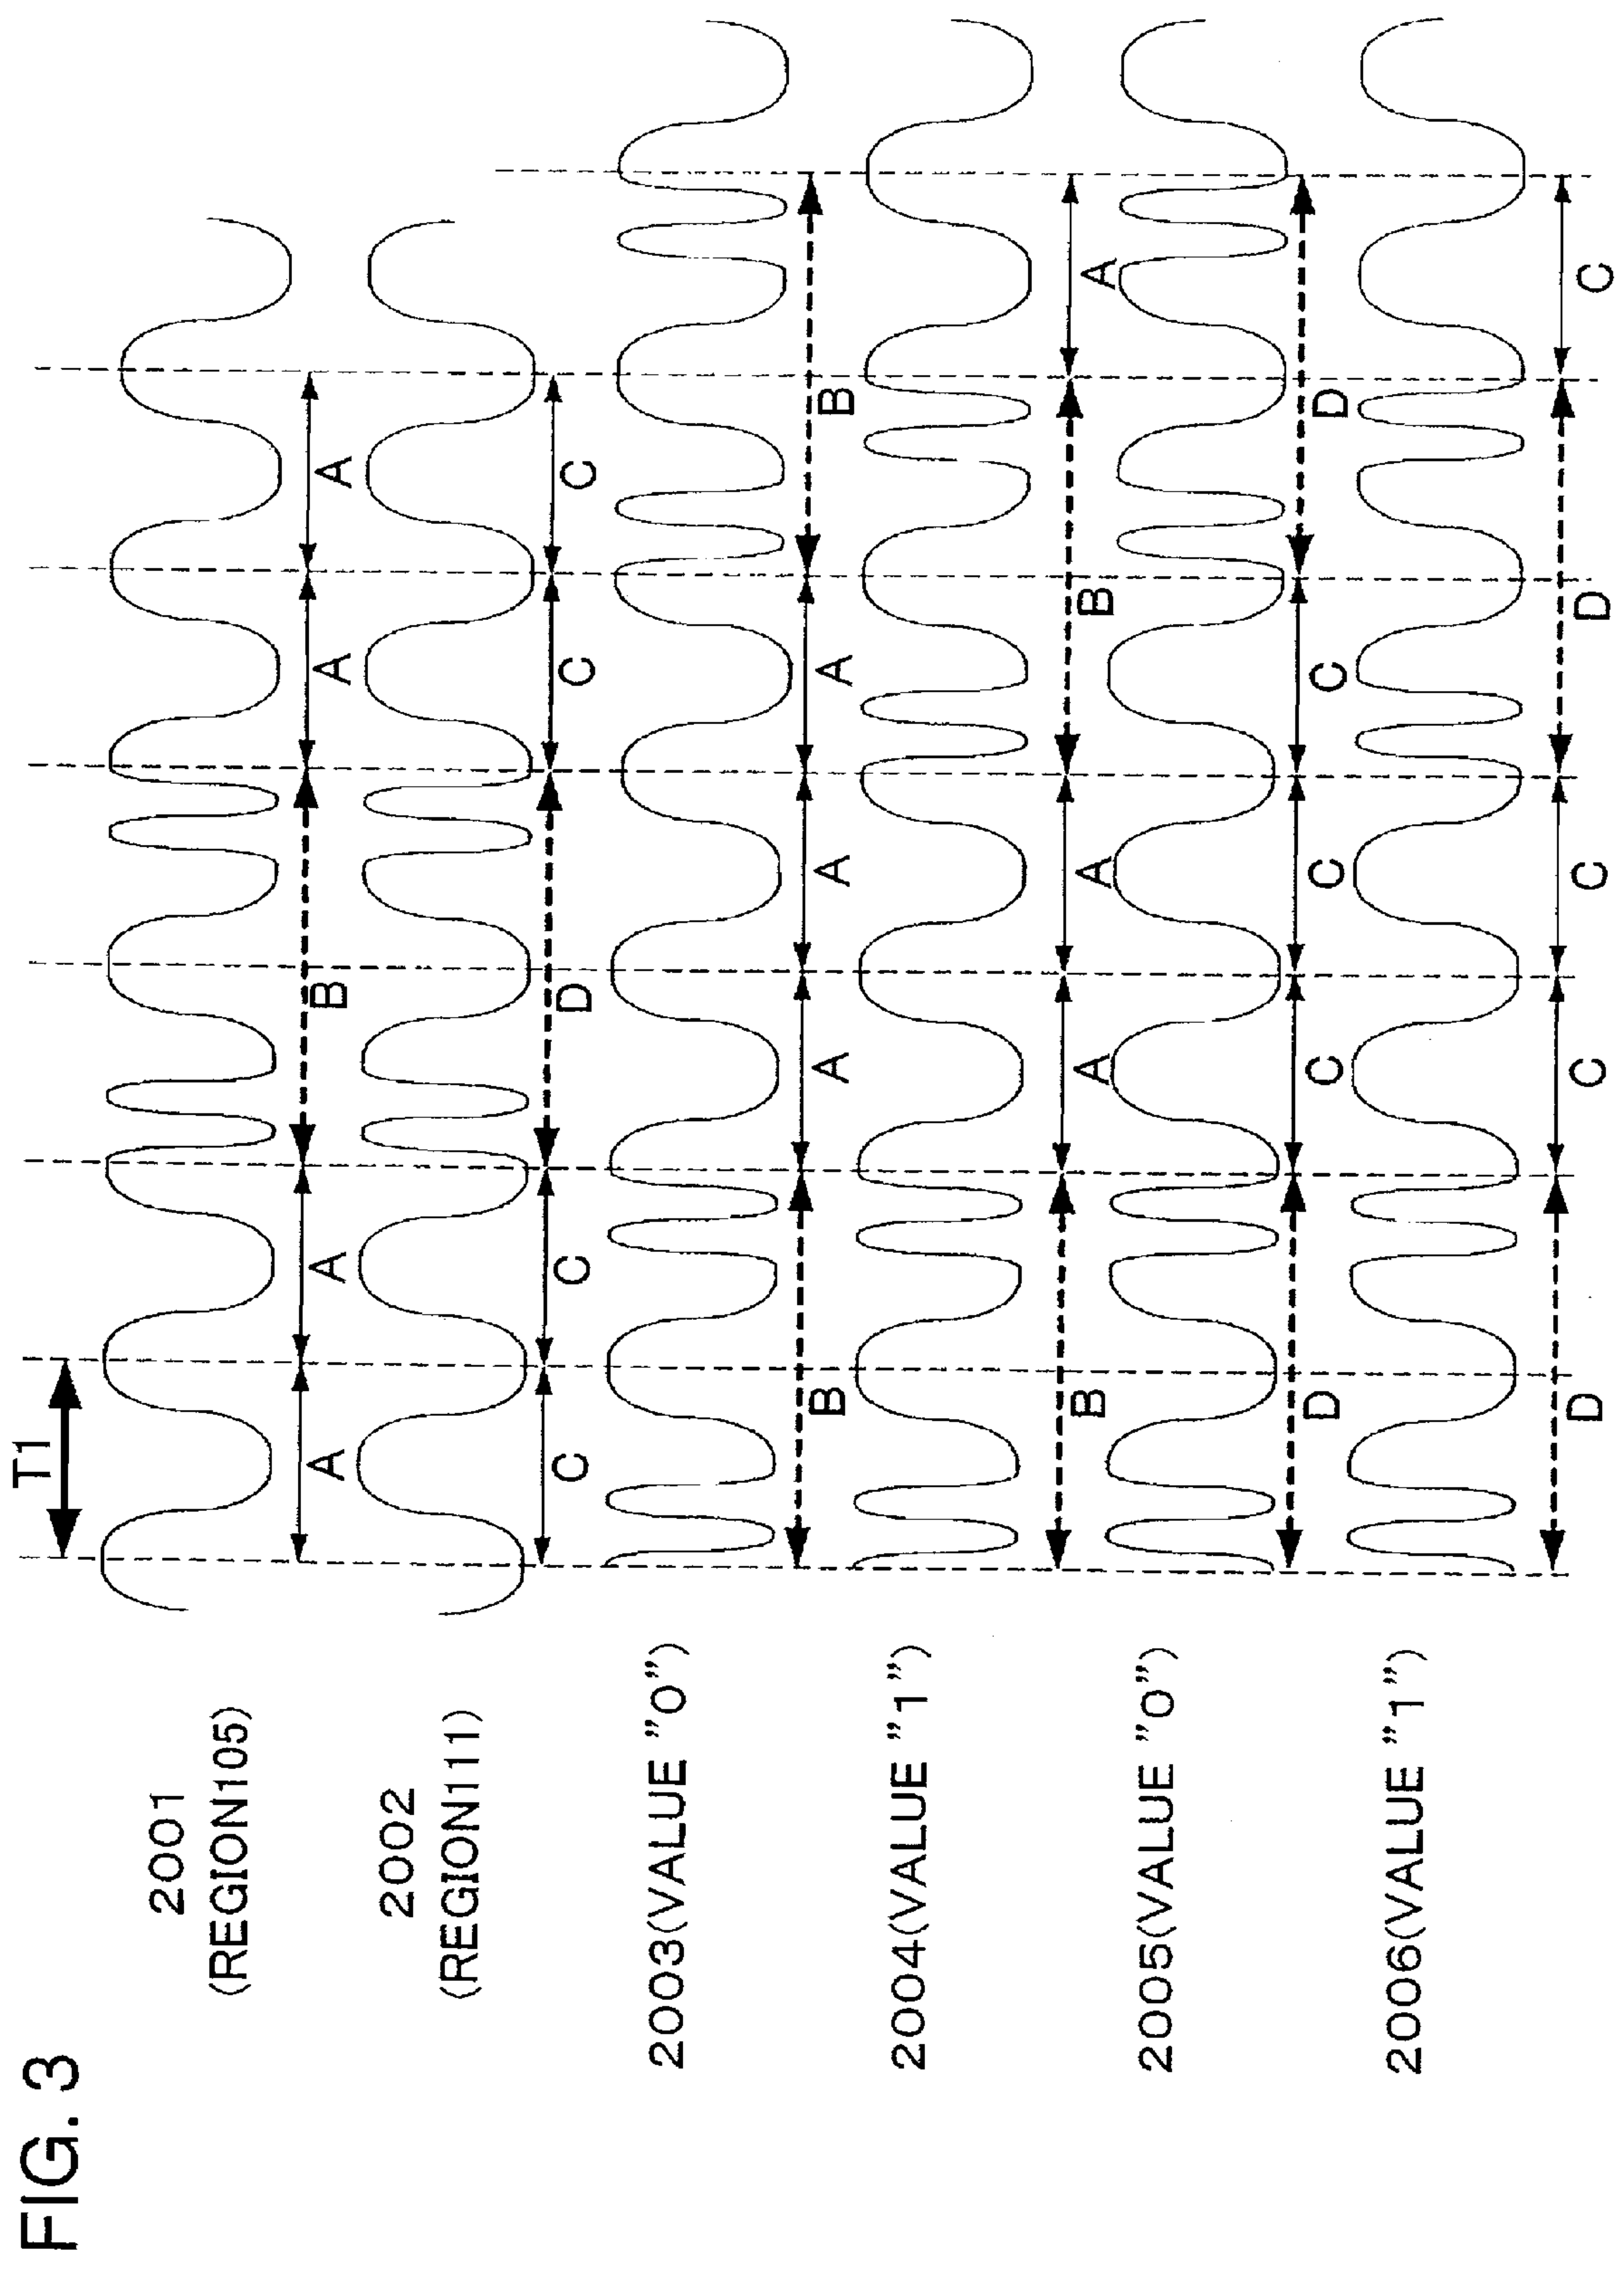 FIG. 3
T1
2001
(REGION105)
A A B A A
2002
(REGION111)
C C D C C
2003(VALUE "0")
B A A A B
2004(VALUE "1")
B A A B A
2005(VALUE "0")
D C C C D
2006(VALUE "1")
D C C D C